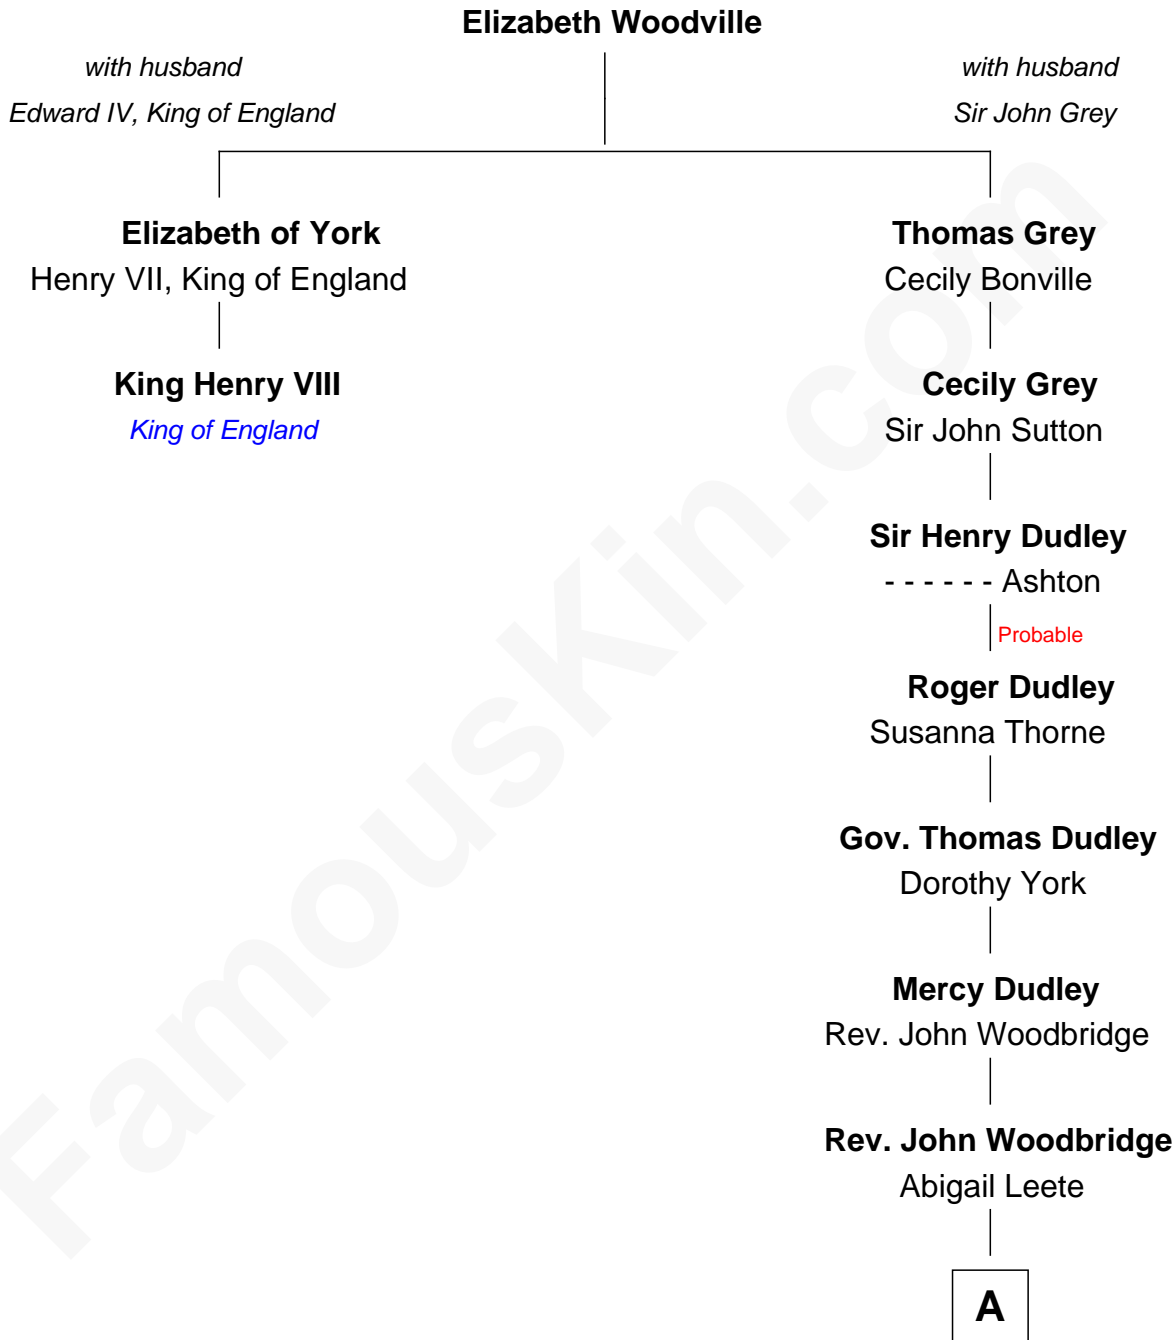 Elizabeth Woodville
with husband
Edward IV, King of England
with husband
Sir John Grey
Elizabeth of York
Henry VII, King of England
King Henry VIII
King of England
Thomas Grey
Cecily Bonville
Cecily Grey
Sir John Sutton
Sir Henry Dudley
- - - - - - Ashton
Probable
Roger Dudley
Susanna Thorne
Gov. Thomas Dudley
Dorothy York
Mercy Dudley
Rev. John Woodbridge
Rev. John Woodbridge
Abigail Leete
A
FamousKin.com